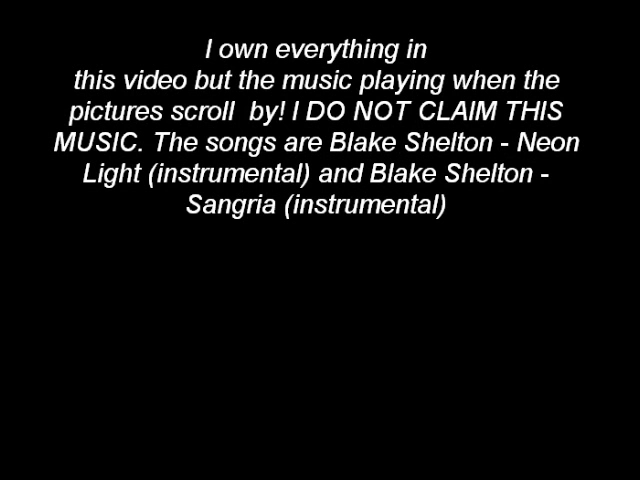 I own everything in
this video but the music playing when the
pictures scroll  by! I DO NOT CLAIM THIS
MUSIC. The songs are Blake Shelton - Neon
Light (instrumental) and Blake Shelton -
Sangria (instrumental)